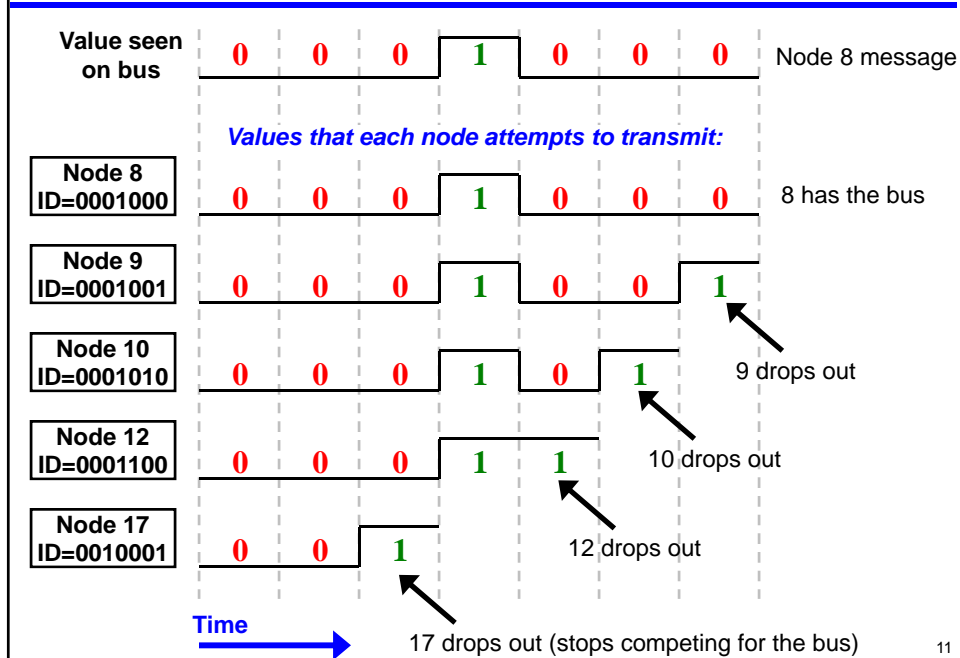 Value seen
on bus
0 0 0 1 0 0 0
Node 8 message
Values that each node attempts to transmit:
Node 8
ID=0001000
0 0 0 1 0 0 0
8 has the bus
Node 9
ID=0001001
0 0 0 1 0 0 1
9 drops out
Node 10
ID=0001010
0 0 0 1 0 1
10 drops out
Node 12
ID=0001100
0 0 0 1 1
12 drops out
Node 17
ID=0010001
0 0 1
Time
17 drops out (stops competing for the bus)
11